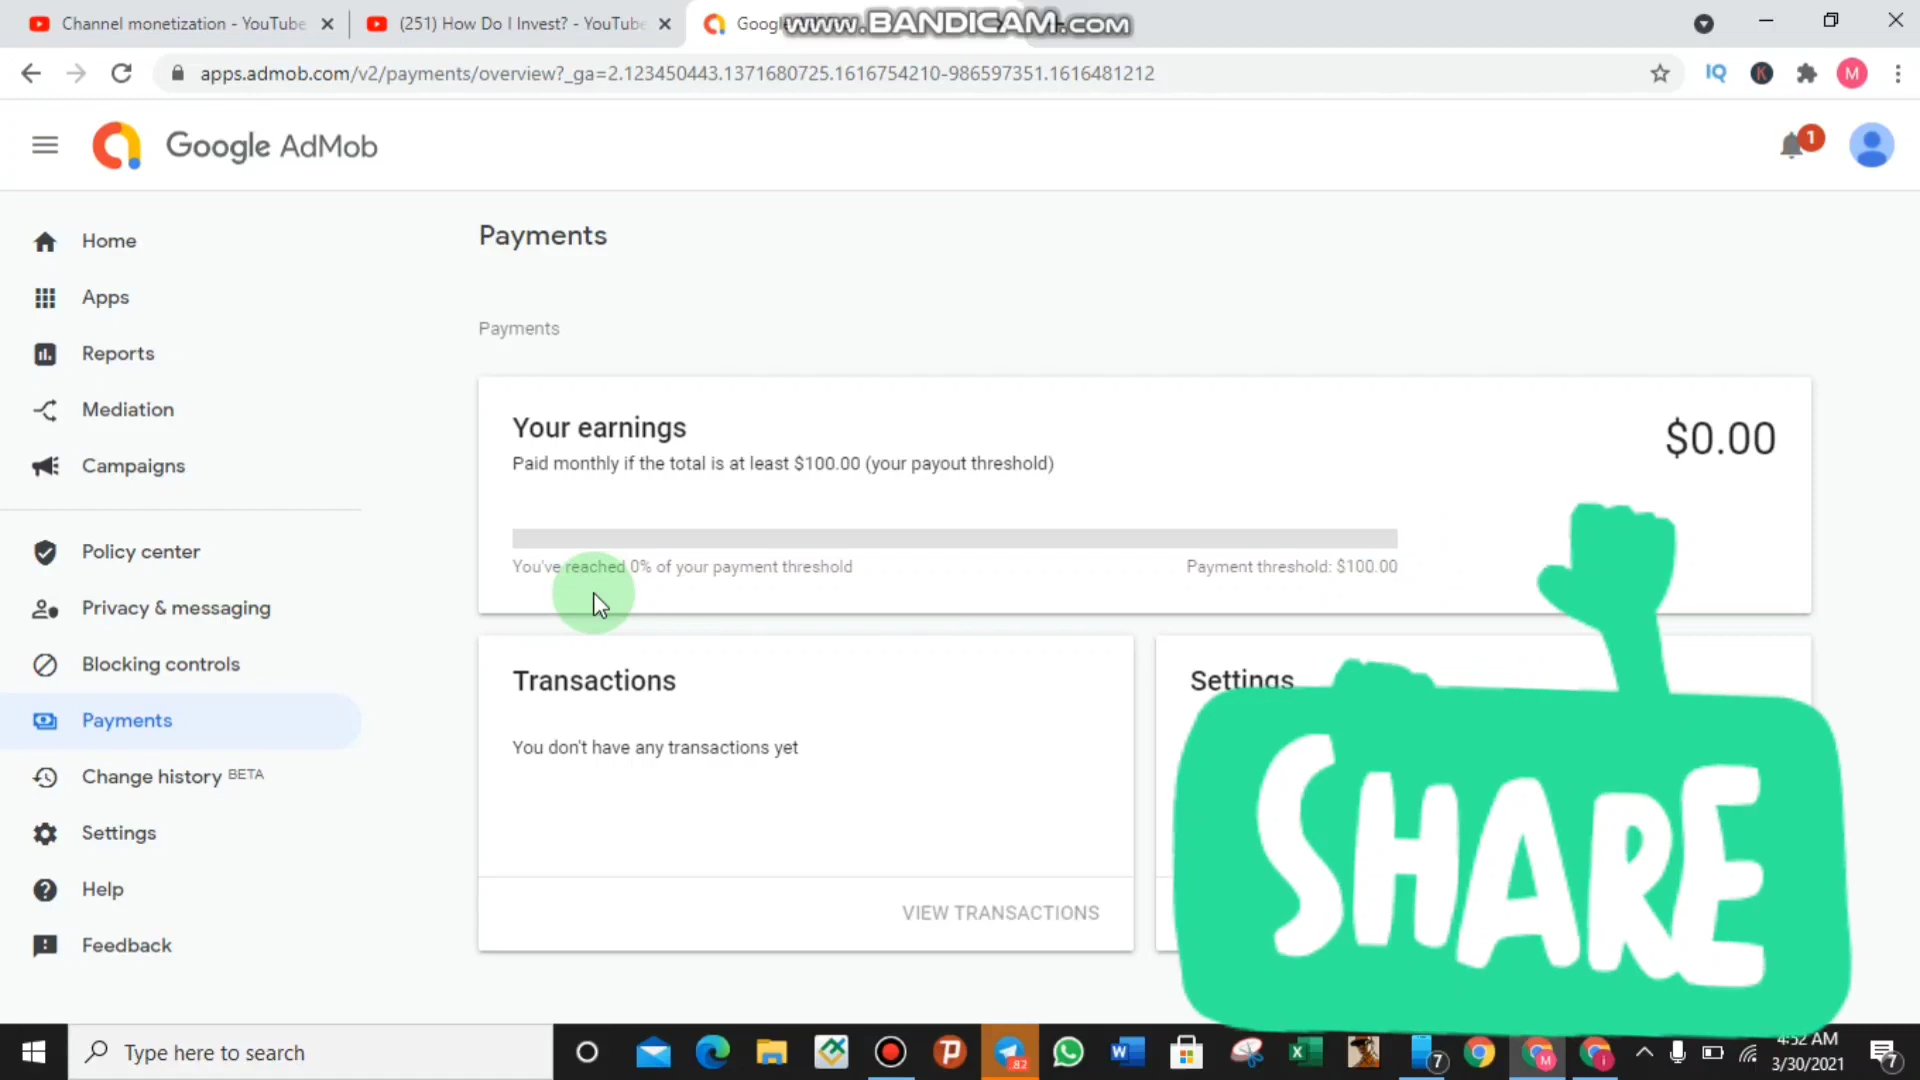 Channel monetization - YouTube
(251) How Do I Invest? - YouTube
Googl
www.BANDICAM.com
apps.admob.com/v2/payments/overview?_ga=2.123450443.1371680725.1616754210-986597351.1616481212
IQ
K
M
Google AdMob
1
Home
Apps
Reports
Mediation
Campaigns
Policy center
Privacy & messaging
Blocking controls
Payments
Change history BETA
Settings
Help
Feedback
Payments
Payments
Your earnings
$0.00
Paid monthly if the total is at least $100.00 (your payout threshold)
You've reached 0% of your payment threshold
Payment threshold: $100.00
Transactions
You don't have any transactions yet
VIEW TRANSACTIONS
Settings
SHARE
Type here to search
82
7
M
i
4:52 AM
3/30/2021
7